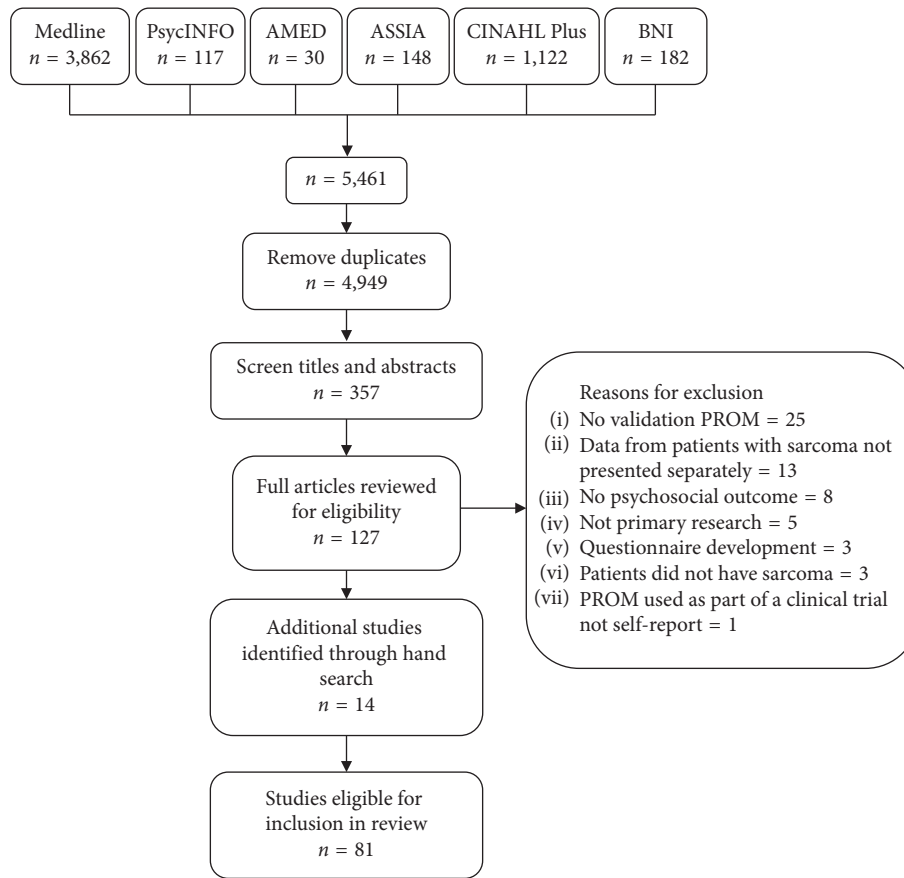 Medline
n = 3,862
PsycINFO
n = 117
AMED
n = 30
ASSIA
n = 148
CINAHL Plus
n = 1,122
BNI
n = 182
n = 5,461
Remove duplicates
n = 4,949
Screen titles and abstracts
n = 357
Full articles reviewed
for eligibility
n = 127
Reasons for exclusion
(i) No validation PROM = 25
(ii) Data from patients with sarcoma not
presented separately = 13
(iii) No psychosocial outcome = 8
(iv) Not primary research = 5
(v) Questionnaire development = 3
(vi) Patients did not have sarcoma = 3
(vii) PROM used as part of a clinical trial
not self-report = 1
Additional studies
identified through hand
search
n = 14
Studies eligible for
inclusion in review
n = 81